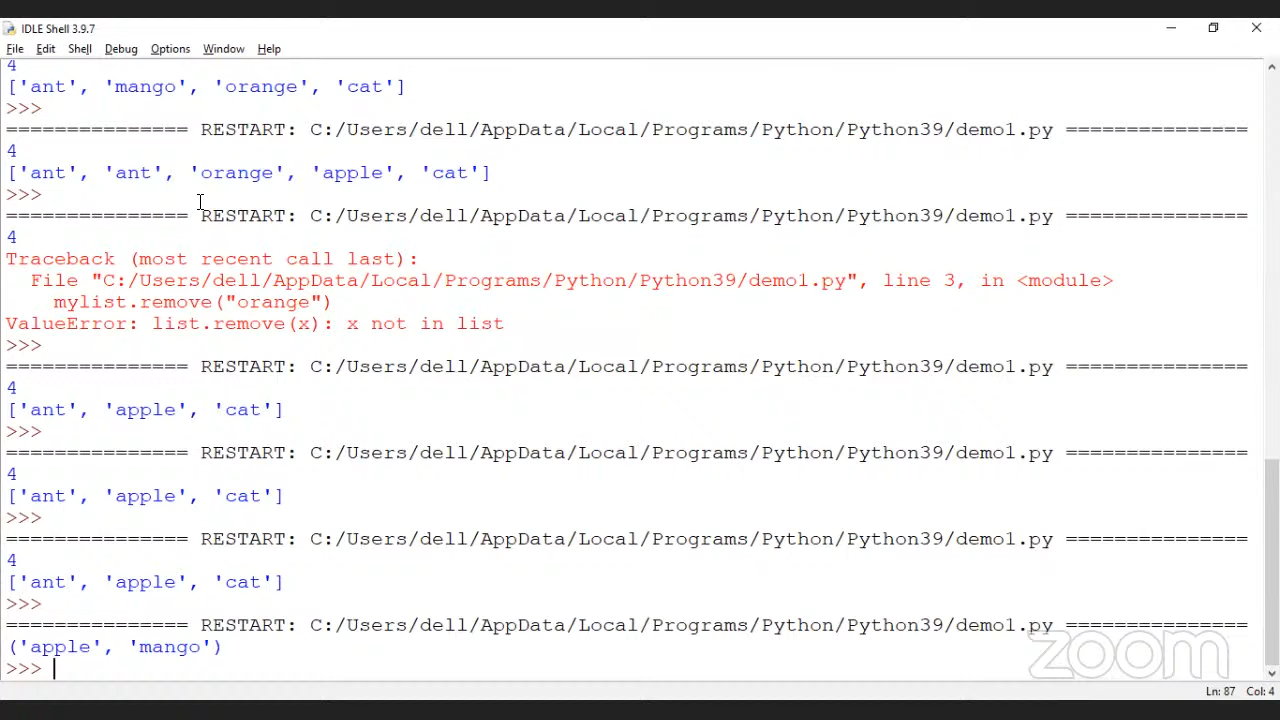 IDLE Shell 3.9.7
File Edit Shell Debug Options Window Help
4
['ant', 'mango', 'orange', 'cat']
>>>
=============== RESTART: C:/Users/dell/AppData/Local/Programs/Python/Python39/demo1.py ===============
4
['ant', 'ant', 'orange', 'apple', 'cat']
>>>
=============== RESTART: C:/Users/dell/AppData/Local/Programs/Python/Python39/demo1.py ===============
4
Traceback (most recent call last):
  File "C:/Users/dell/AppData/Local/Programs/Python/Python39/demo1.py", line 3, in <module>
    mylist.remove("orange")
ValueError: list.remove(x): x not in list
>>>
=============== RESTART: C:/Users/dell/AppData/Local/Programs/Python/Python39/demo1.py ===============
4
['ant', 'apple', 'cat']
>>>
=============== RESTART: C:/Users/dell/AppData/Local/Programs/Python/Python39/demo1.py ===============
4
['ant', 'apple', 'cat']
>>>
=============== RESTART: C:/Users/dell/AppData/Local/Programs/Python/Python39/demo1.py ===============
4
['ant', 'apple', 'cat']
>>>
=============== RESTART: C:/Users/dell/AppData/Local/Programs/Python/Python39/demo1.py ===============
('apple', 'mango')
>>>
zoom
Ln: 87 Col: 4